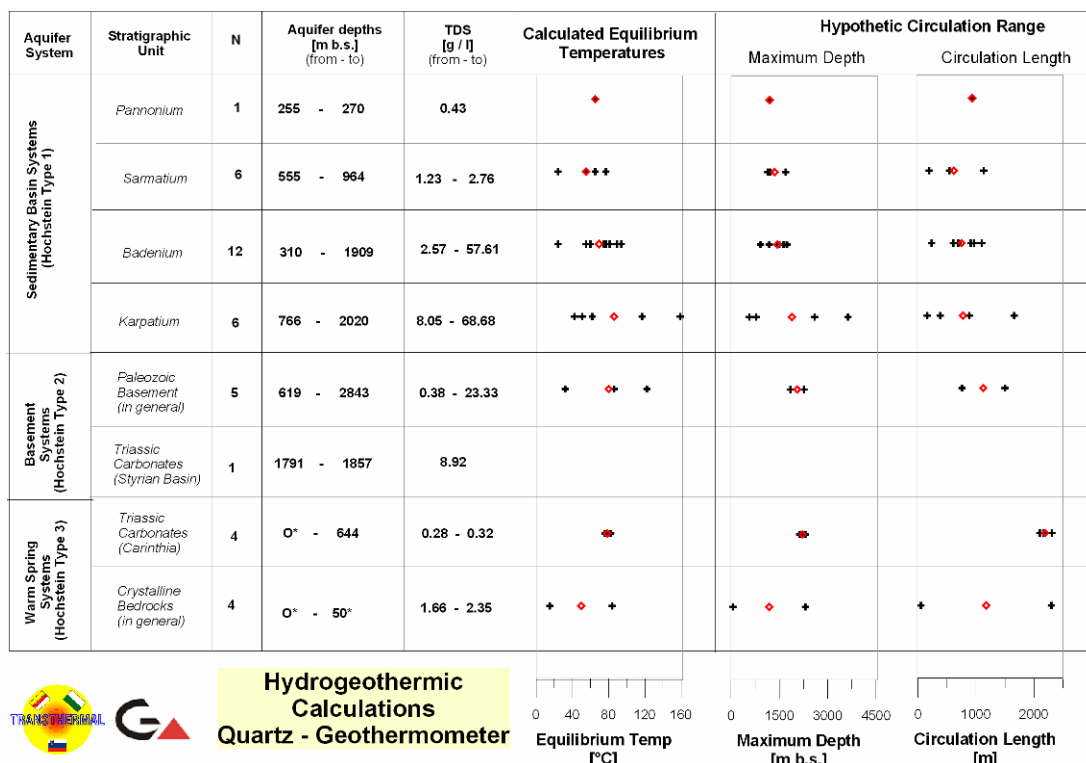 Aquifer System
Stratigraphic Unit
N
Aquifer depths [m b.s.] (from - to)
TDS [g / l] (from - to)
Calculated Equilibrium Temperatures
Hypothetic Circulation Range
Maximum Depth
Circulation Length
Sedimentary Basin Systems (Hochstein Type 1)
Pannonium 1 255 - 270 0.43
Sarmatium 6 555 - 964 1.23 - 2.76
Badenium 12 310 - 1909 2.57 - 57.61
Karpatium 6 766 - 2020 8.05 - 68.68
Basement Systems (Hochstein Type 2)
Paleozoic Basement (in general) 5 619 - 2843 0.38 - 23.33
Triassic Carbonates (Styrian Basin) 1 1791 - 1857 8.92
Warm Spring Systems (Hochstein Type 3)
Triassic Carbonates (Carinthia) 4 O* - 644 0.28 - 0.32
Crystalline Bedrocks (in general) 4 O* - 50* 1.66 - 2.35
TRANSTHERMAL
Hydrogeothermic
Calculations
Quartz - Geothermometer
0 40 80 120 160
Equilibrium Temp
[°C]
0 1500 3000 4500
Maximum Depth
[m b.s.]
0 1000 2000
Circulation Length
[m]